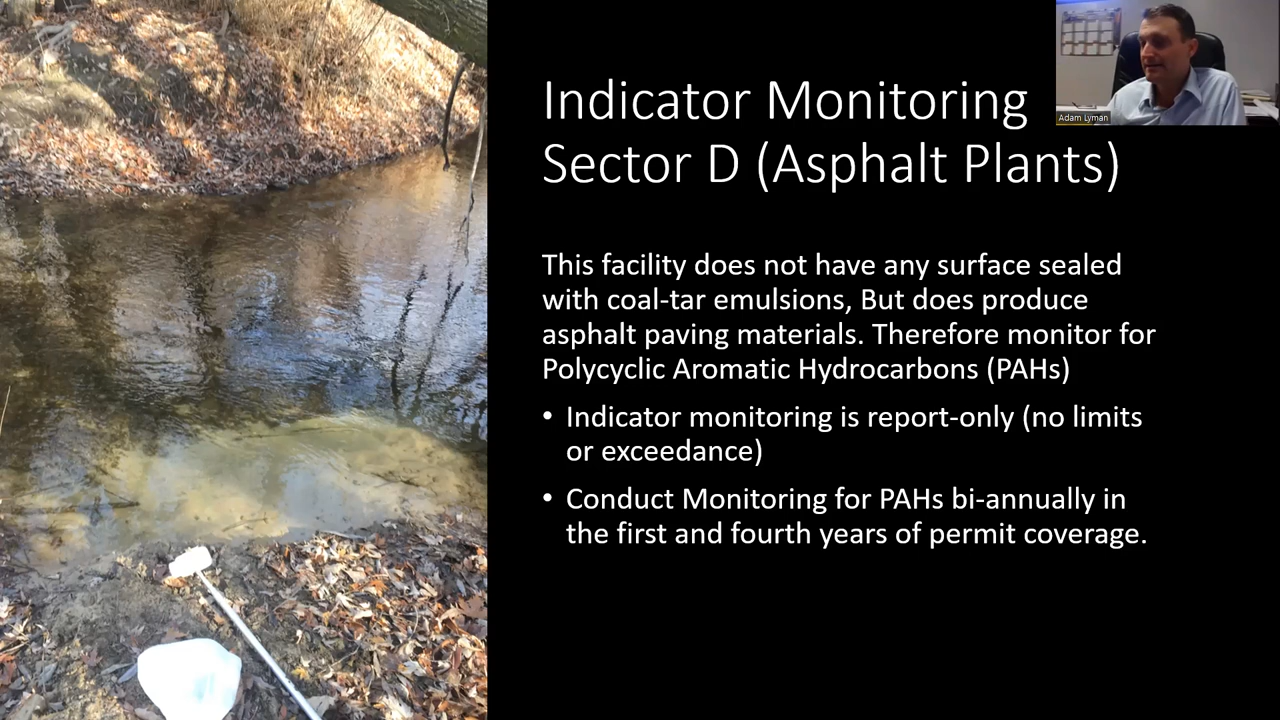 Indicator Monitoring
Sector D (Asphalt Plants)
Adam Lyman
This facility does not have any surface sealed
with coal-tar emulsions, But does produce
asphalt paving materials. Therefore monitor for
Polycyclic Aromatic Hydrocarbons (PAHs)
• Indicator monitoring is report-only (no limits
or exceedance)
• Conduct Monitoring for PAHs bi-annually in
the first and fourth years of permit coverage.